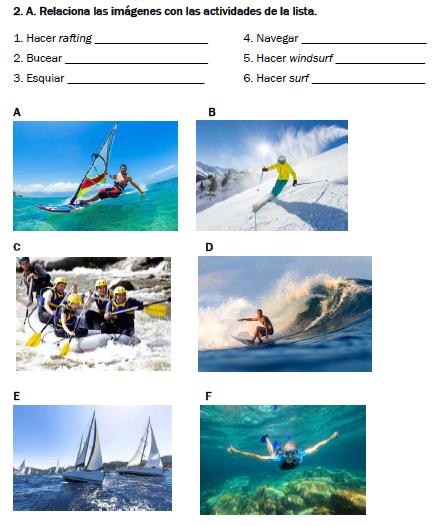 2. A. Relaciona las imágenes con las actividades de la lista.
1. Hacer rafting ____________________
2. Bucear ____________________
3. Esquiar ____________________
4. Navegar ____________________
5. Hacer windsurf ____________________
6. Hacer surf ____________________
A
B
C
D
E
F